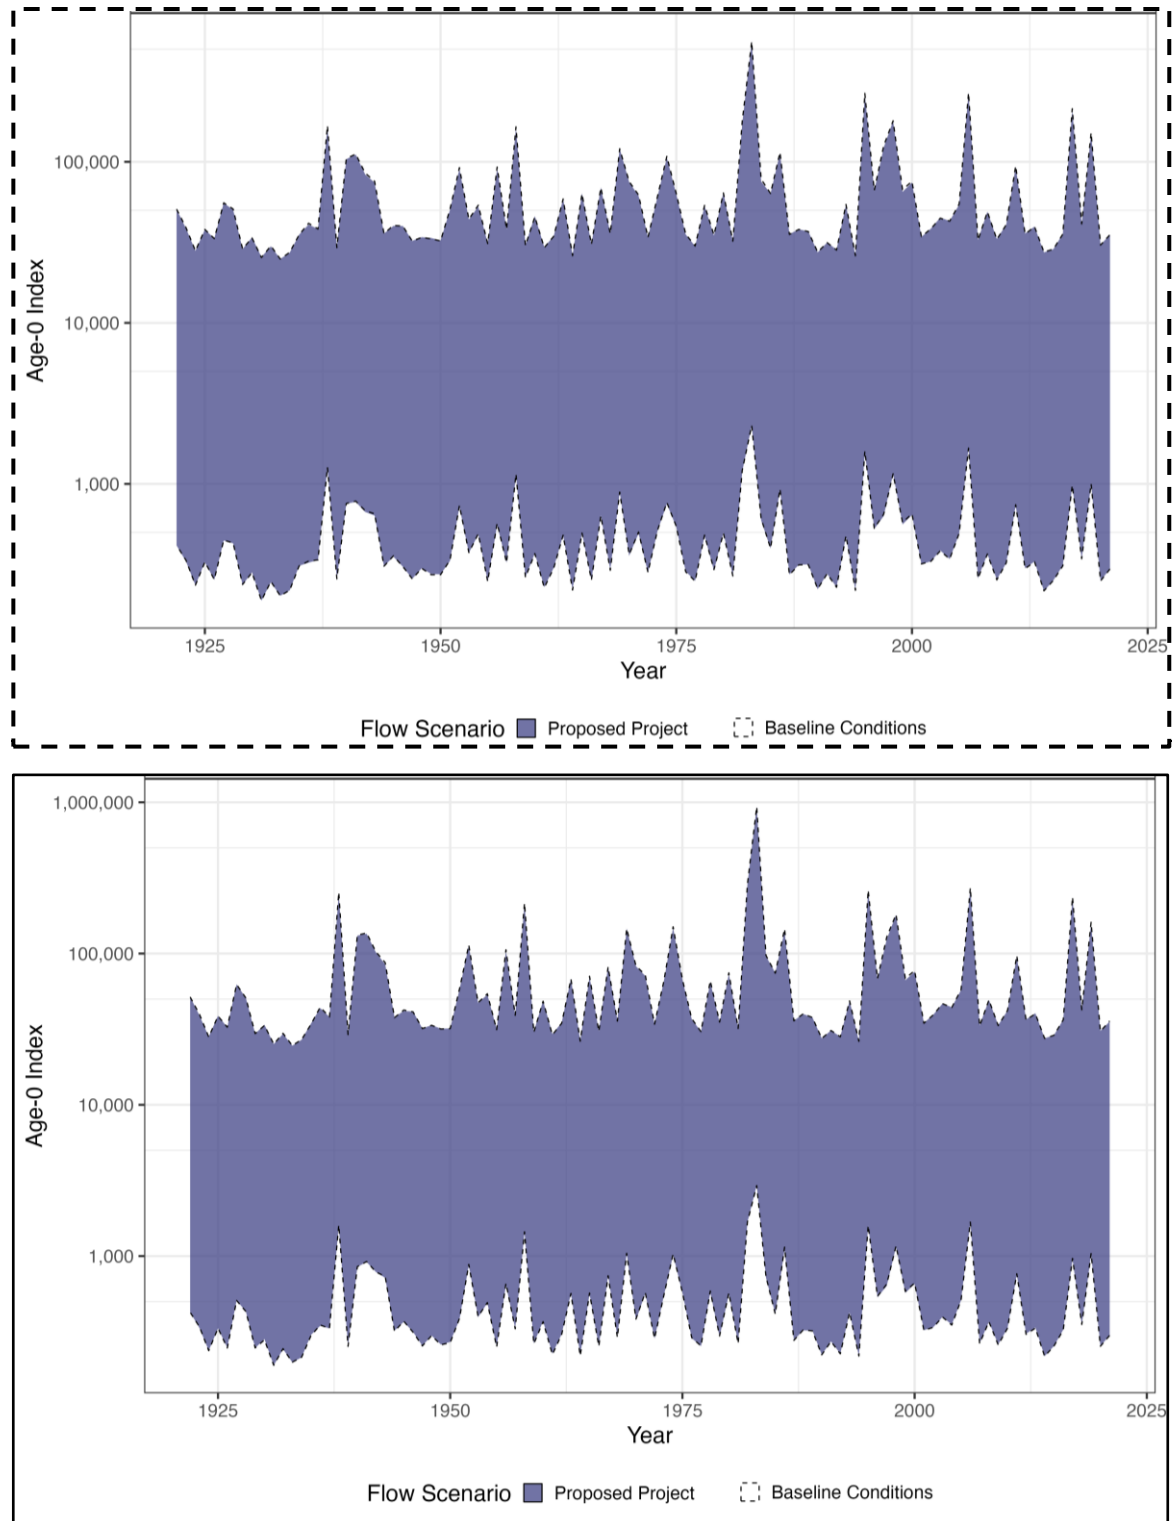 100,000
10,000
1,000
Age-0 Index
1925 1950 1975 2000 2025
Year
Flow Scenario Proposed Project Baseline Conditions
1,000,000
100,000
10,000
1,000
Age-0 Index
1925 1950 1975 2000 2025
Year
Flow Scenario Proposed Project Baseline Conditions